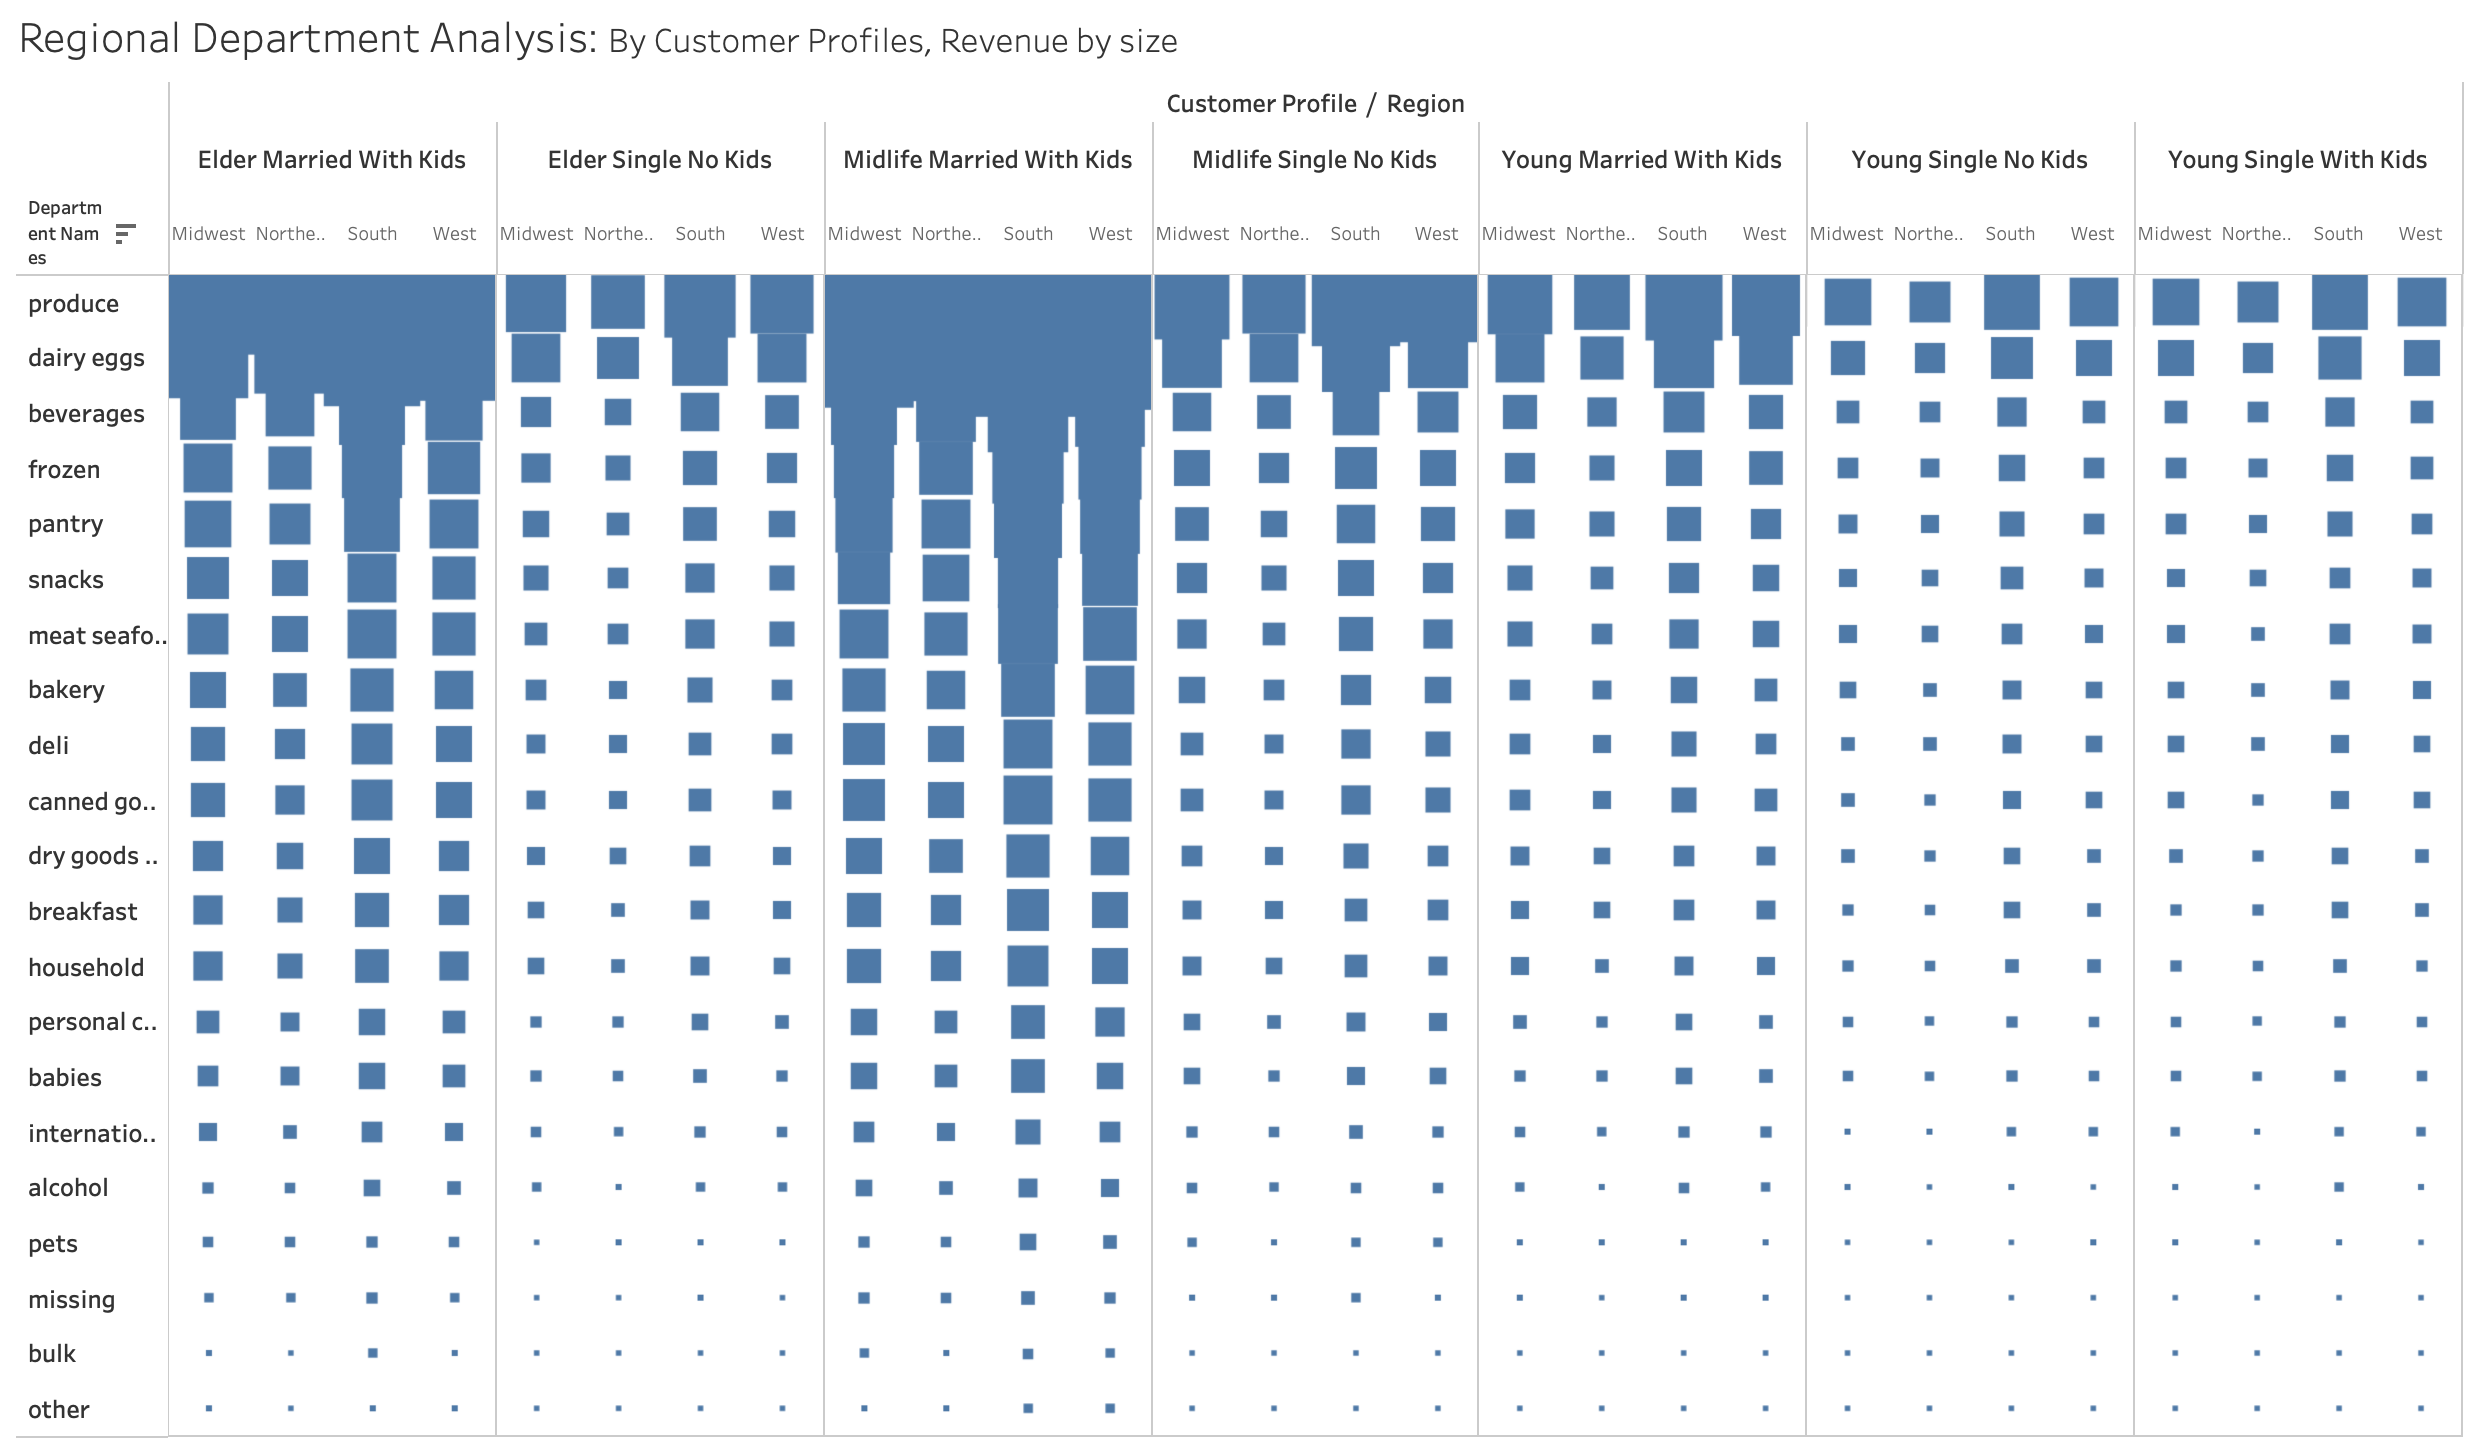 Regional Department Analysis: By Customer Profiles, Revenue by size
Customer Profile / Region
Elder Married With Kids Elder Single No Kids Midlife Married With Kids Midlife Single No Kids Young Married With Kids Young Single No Kids Young Single With Kids
Departm
ent Nam
es
Midwest Northe.. South West Midwest Northe.. South West Midwest Northe.. South West Midwest Northe.. South West Midwest Northe.. South West Midwest Northe.. South West Midwest Northe.. South West
produce
dairy eggs
beverages
frozen
pantry
snacks
meat seafo..
bakery
deli
canned go..
dry goods ..
breakfast
household
personal c..
babies
internatio..
alcohol
pets
missing
bulk
other